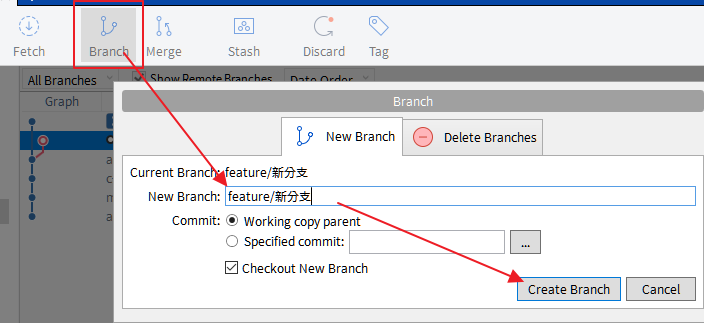 Fetch
Branch
Merge
Stash
Discard
Tag
All Branches
Show Remote Branches
Date Order
Graph
Branch
New Branch
Delete Branches
Current Branch: feature/新分支
New Branch: feature/新分支
Commit: Working copy parent
Specified commit: ...
Checkout New Branch
Create Branch
Cancel